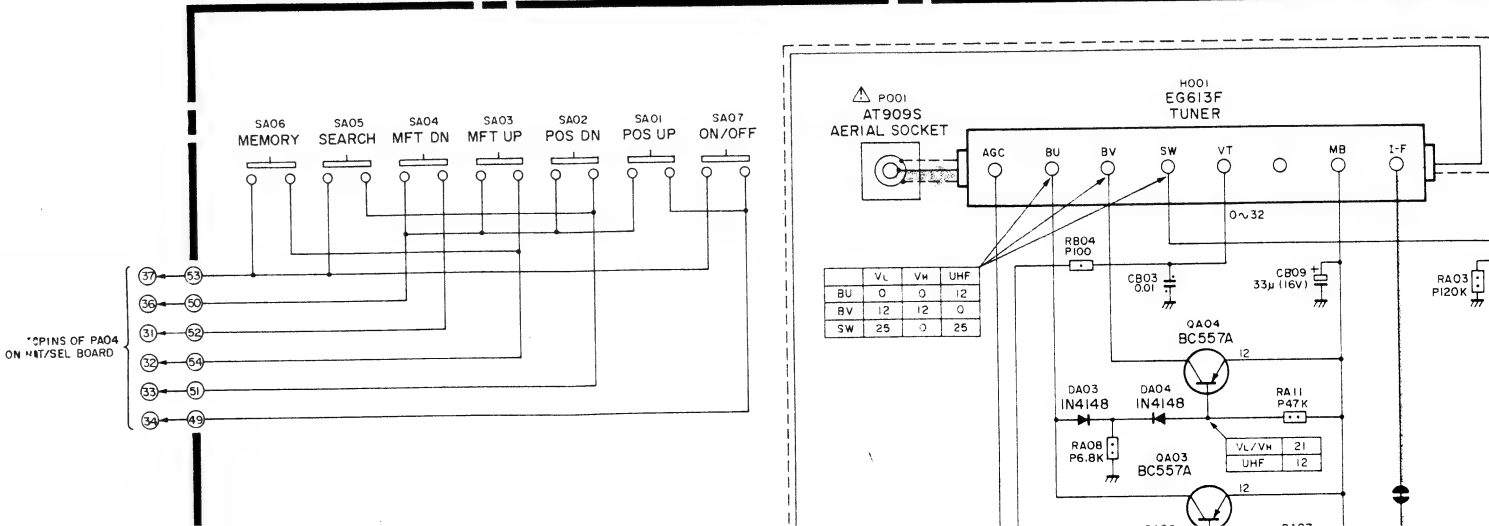 SA06 SA05 SA04 SA03 SA02 SA01 SA07
MEMORY SEARCH MFT DN MFT UP POS DN POS UP ON/OFF
37 53
36 50
31 52
32 54
33 51
34 49
PINS OF PA04
ON /SEL BOARD
P001
AT909S
AERIAL SOCKET
H001
EG613F
TUNER
AGC BU BV SW VT MB I-F
0~32
RB04
P100
CB03
0.01
CB09
33µ (16V)
+
RA03
P120K
VL VH UHF
BU 0 0 12
BV 12 12 0
SW 25 0 25
QA04
BC557A
12
DA03
1N4148
DA04
1N4148
RA11
P47K
RA08
P6.8K
VL/VH 21
UHF 12
QA03
BC557A
12